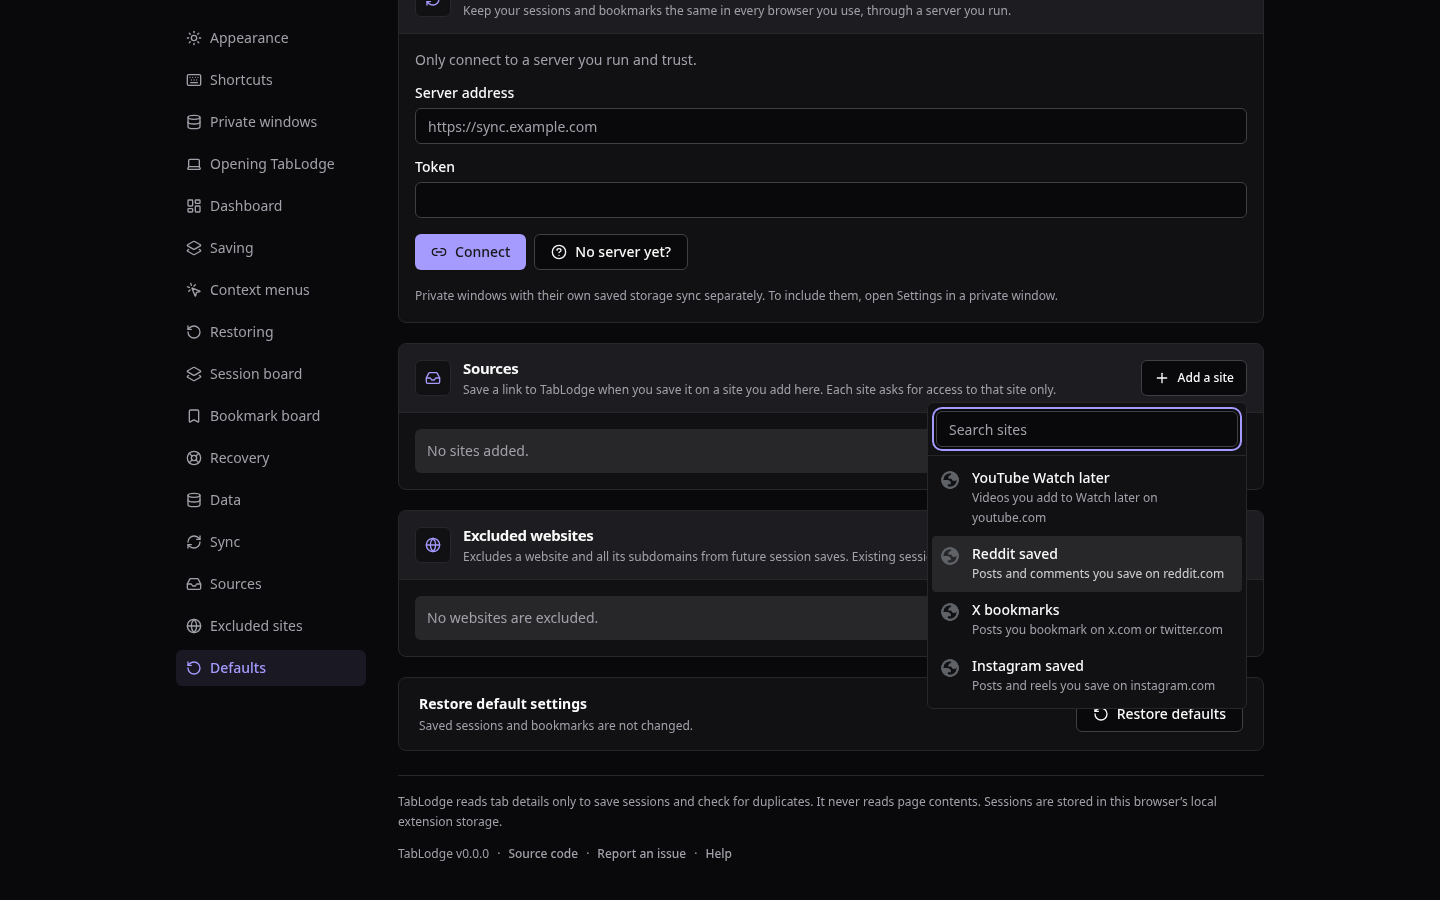 Appearance
Shortcuts
Private windows
Opening TabLodge
Dashboard
Saving
Context menus
Restoring
Session board
Bookmark board
Recovery
Data
Sync
Sources
Excluded sites
Defaults
Keep your sessions and bookmarks the same in every browser you use, through a server you run.
Only connect to a server you run and trust.
Server address
https://sync.example.com
Token
Connect
No server yet?
Private windows with their own saved storage sync separately. To include them, open Settings in a private window.
Sources
Save a link to TabLodge when you save it on a site you add here. Each site asks for access to that site only.
Add a site
No sites added.
Search sites
YouTube Watch later
Videos you add to Watch later on
youtube.com
Reddit saved
Posts and comments you save on reddit.com
X bookmarks
Posts you bookmark on x.com or twitter.com
Instagram saved
Posts and reels you save on instagram.com
Excluded websites
Excludes a website and all its subdomains from future session saves. Existing
No websites are excluded.
Restore default settings
Saved sessions and bookmarks are not changed.
Restore defaults
TabLodge reads tab details only to save sessions and check for duplicates. It never reads page contents. Sessions are stored in this browser’s local
extension storage.
TabLodge v0.0.0 · Source code · Report an issue · Help